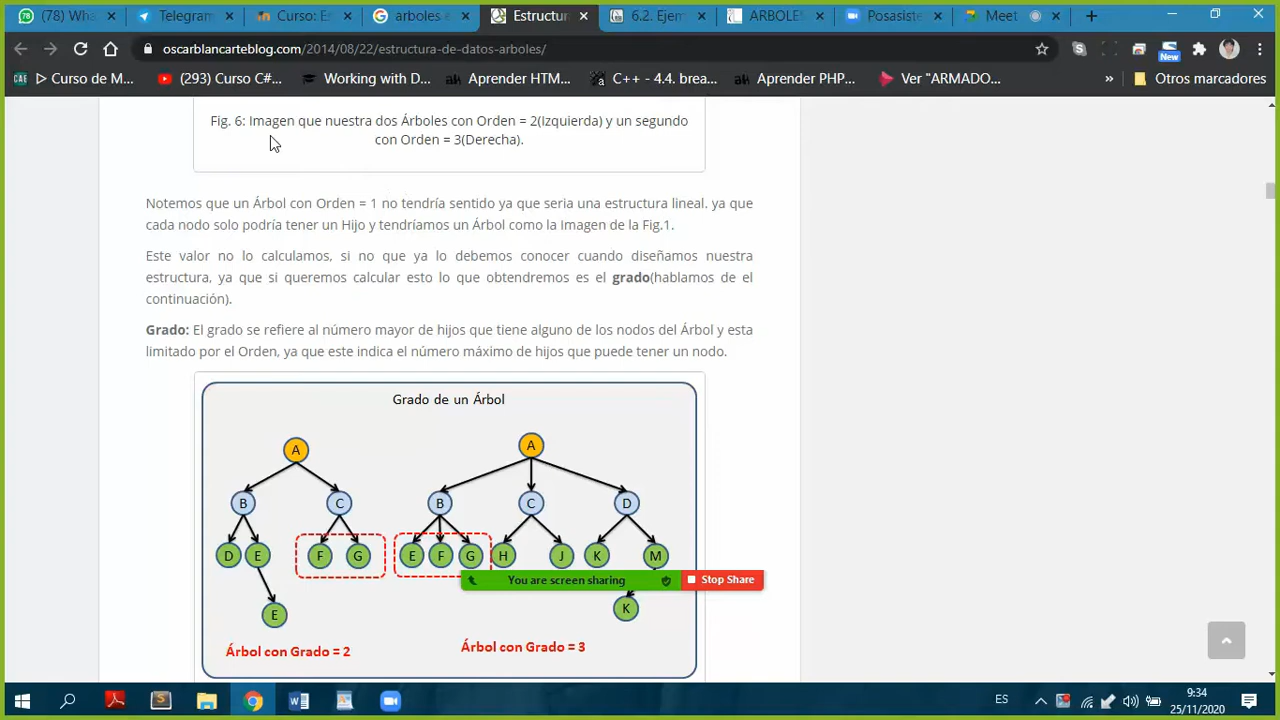 (78) Wha
Telegram
Curso: Es
arboles e
Estructur
6.2. Ejem
ARBOLES
Posasiste
Meet
oscarblancarteblog.com/2014/08/22/estructura-de-datos-arboles/
New
▷ Curso de M...
(293) Curso C#...
Working with D...
Aprender HTM...
C++ - 4.4. brea...
Aprender PHP...
Ver "ARMADO...
»
Otros marcadores
Fig. 6: Imagen que nuestra dos Árboles con Orden = 2(Izquierda) y un segundo
con Orden = 3(Derecha).
Notemos que un Árbol con Orden = 1 no tendría sentido ya que seria una estructura lineal. ya que
cada nodo solo podría tener un Hijo y tendríamos un Árbol como la Imagen de la Fig.1.
Este valor no lo calculamos, si no que ya lo debemos conocer cuando diseñamos nuestra
estructura, ya que si queremos calcular esto lo que obtendremos es el grado(hablamos de el
continuación).
Grado: El grado se refiere al número mayor de hijos que tiene alguno de los nodos del Árbol y esta
limitado por el Orden, ya que este indica el número máximo de hijos que puede tener un nodo.
Grado de un Árbol
A
A
B C
B C D
D E F G
E F G H J K M
You are screen sharing
Stop Share
E
K
Árbol con Grado = 2
Árbol con Grado = 3
ES
9:34
25/11/2020